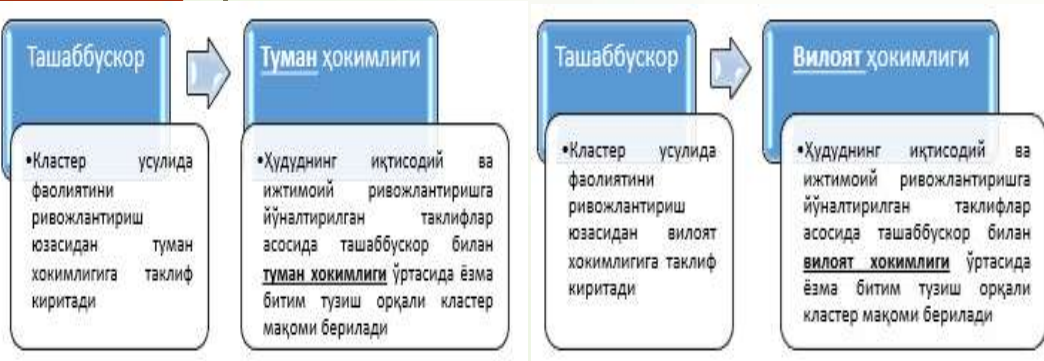 Ташаббускор
•Кластер усулида
фаолиятини
ривожлантириш
юзасидан туман
хокимлигига таклиф
киритади
Туман ҳокимлиги
•Ҳудуднинг иқтисодий ва
ижтимоий ривожлантиришга
йўналтирилган таклифлар
асосида ташаббускор билан
туман хокимлиги ўртасида ёзма
битим тузиш орқали кластер
мақоми берилади
Ташаббускор
•Кластер усулида
фаолиятини
ривожлантириш
юзасидан вилоят
хокимлигига таклиф
киритади
Вилоят ҳокимлиги
•Ҳудуднинг иқтисодий ва
ижтимоий ривожлантиришга
йўналтирилган таклифлар
асосида ташаббускор билан
вилоят хокимлиги ўртасида
ёзма битим тузиш орқали
кластер мақоми берилади